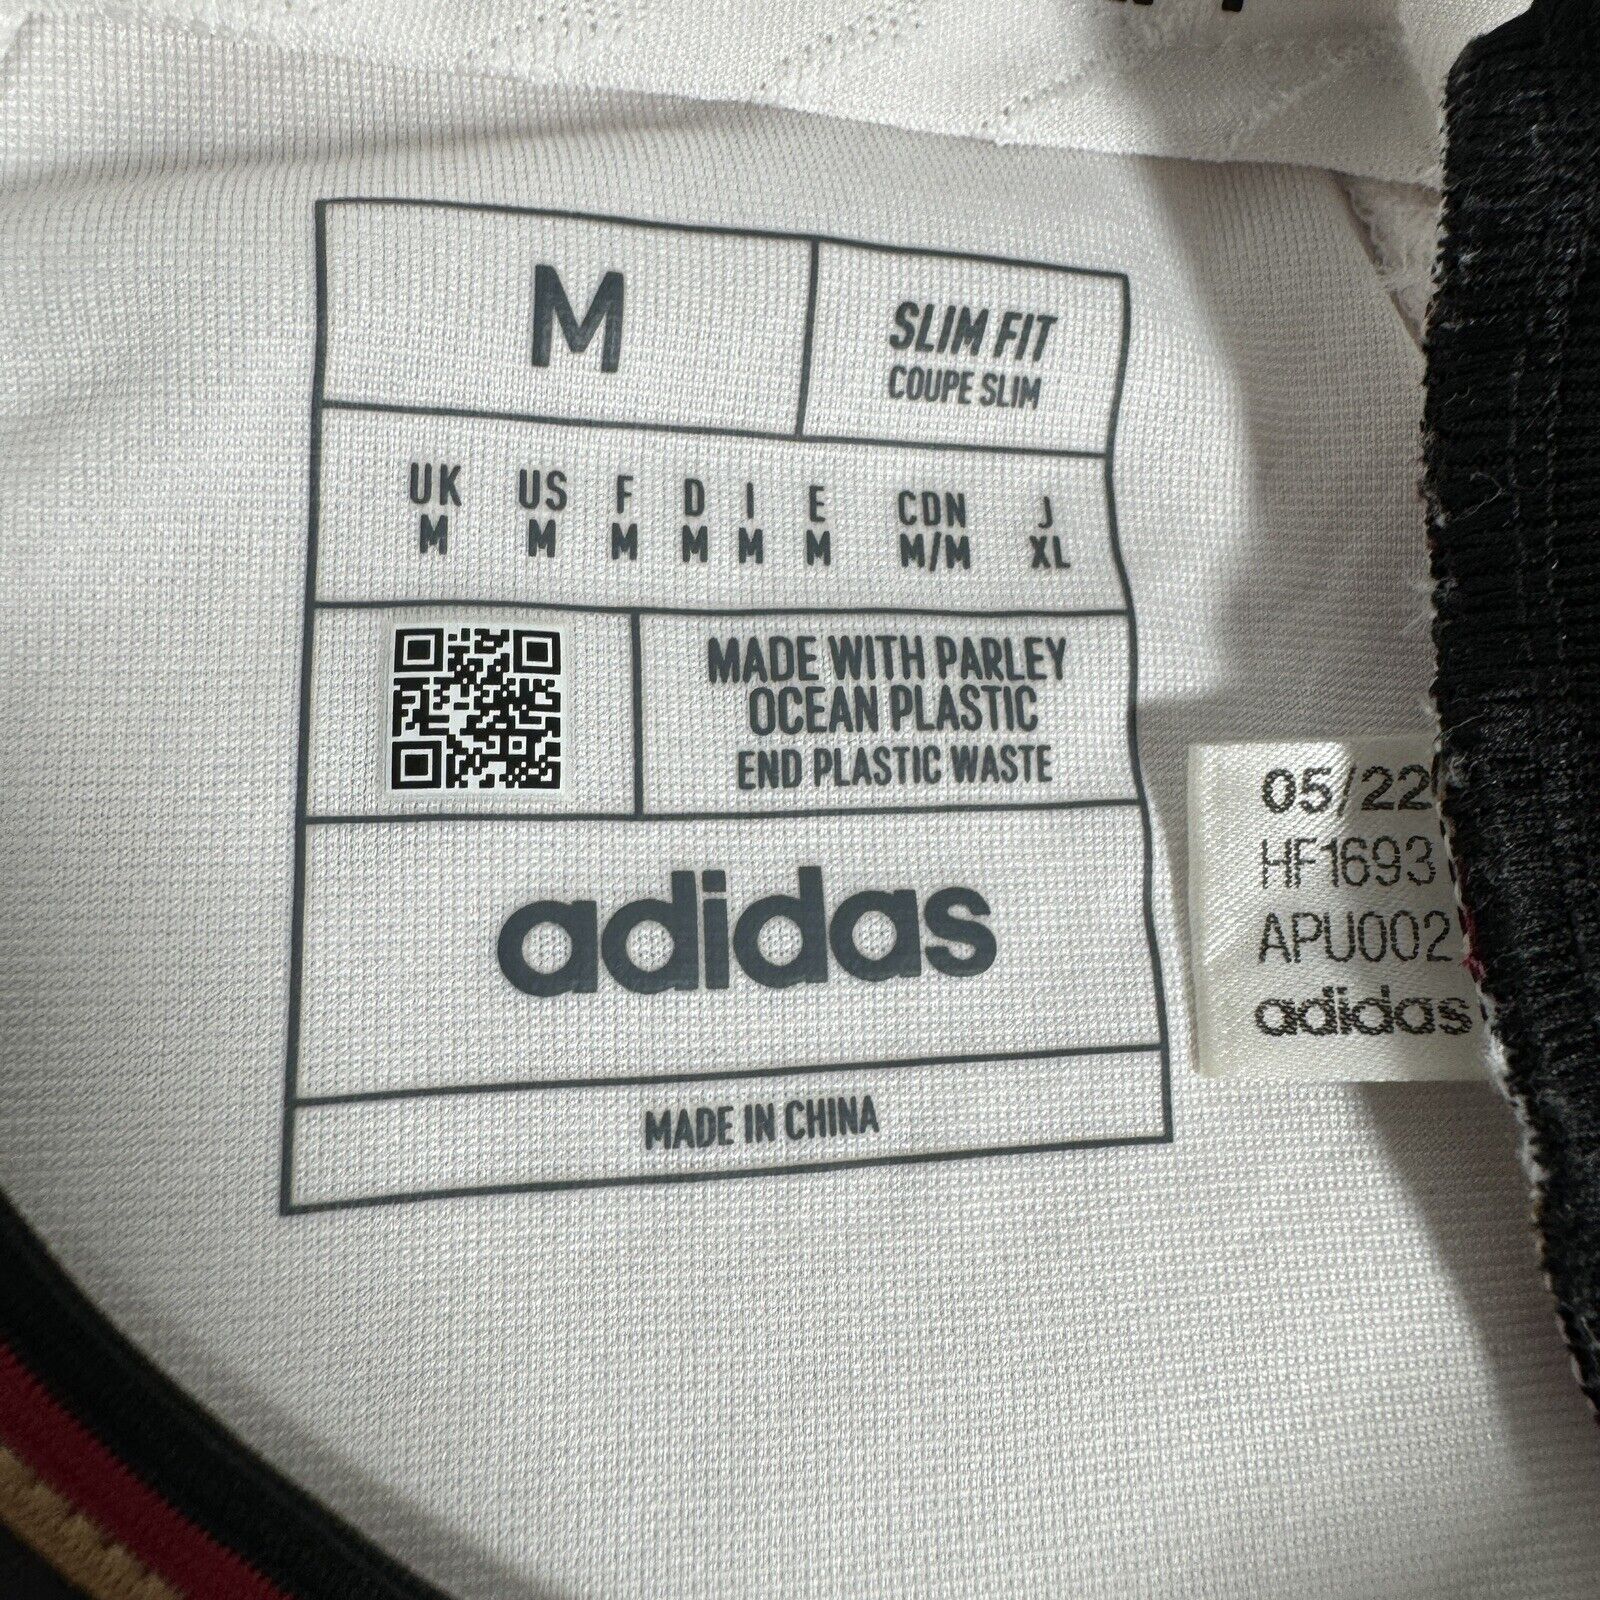 M
SLIM FIT
COUPE SLIM
UK US F D I E CDN J
M M M M M M M/M XL
MADE WITH PARLEY
OCEAN PLASTIC
END PLASTIC WASTE
adidas
MADE IN CHINA
05/22
HF1693
APU002
adidas